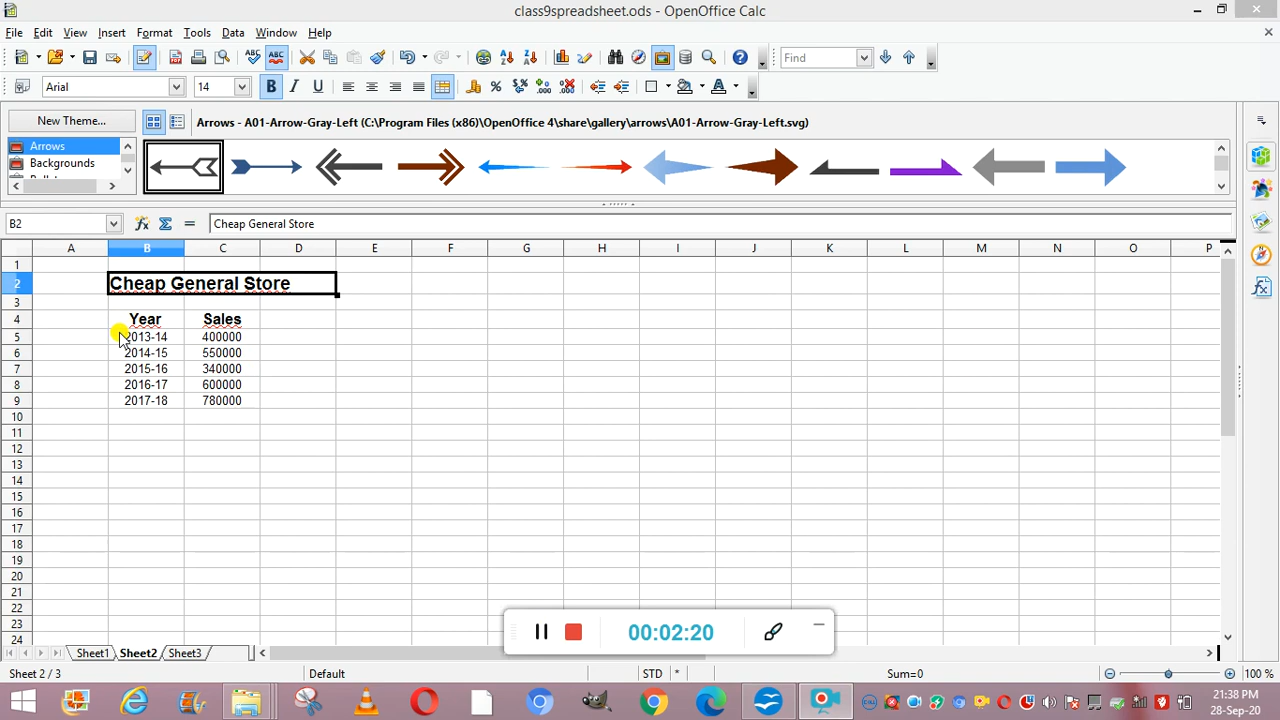 class9spreadsheet.ods - OpenOffice Calc
File Edit View Insert Format Tools Data Window Help
Find
Arial 14
New Theme...
Arrows - A01-Arrow-Gray-Left (C:\Program Files (x86)\OpenOffice 4\share\gallery\arrows\A01-Arrow-Gray-Left.svg)
Arrows
Backgrounds
B2 Cheap General Store
A B C D E F G H I J K L M N O P
1
2 Cheap General Store
3
4 Year Sales
5 2013-14 400000
6 2014-15 550000
7 2015-16 340000
8 2016-17 600000
9 2017-18 780000
10
11
12
13
14
15
16
17
18
19
20
21
22
23
24
00:02:20
Sheet1 Sheet2 Sheet3
Sheet 2 / 3 Default STD * Sum=0 100 %
21:38 PM
28-Sep-20